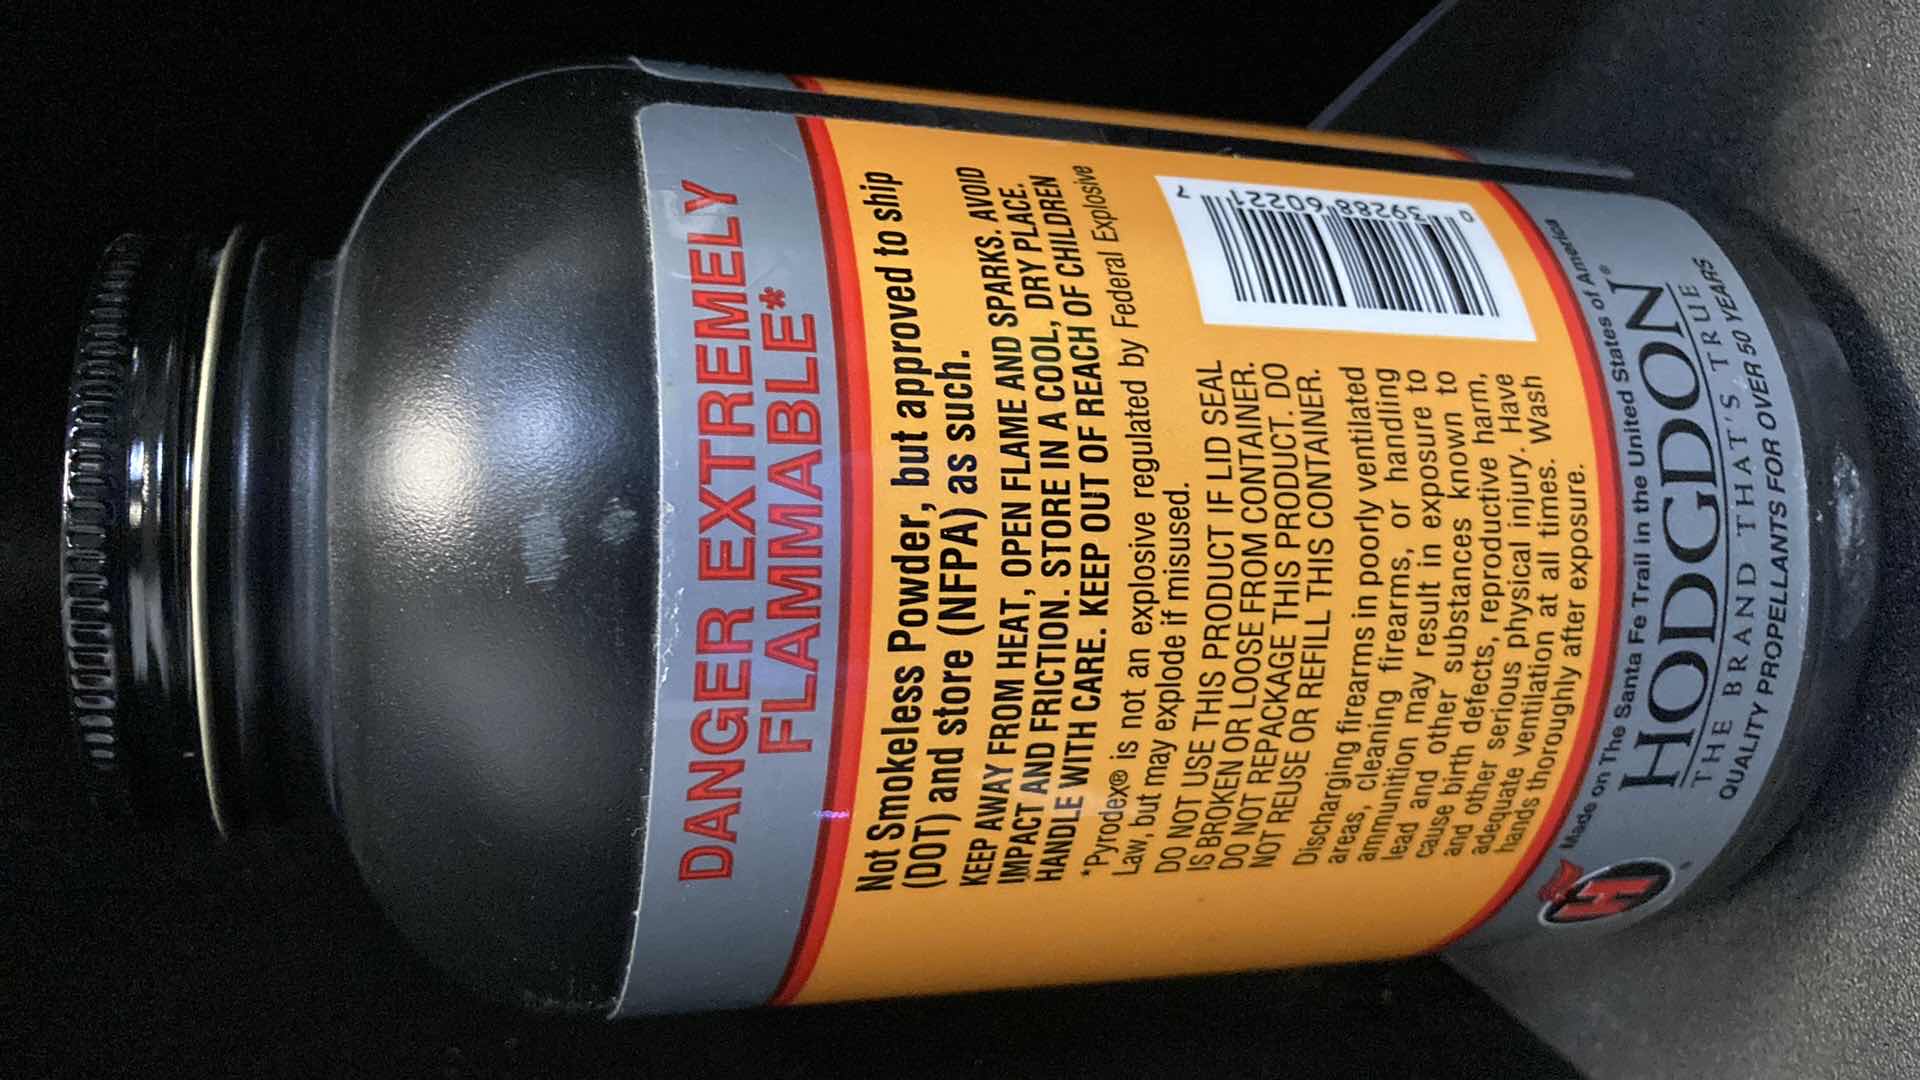 DANGER EXTREMELY
FLAMMABLE*
Not Smokeless Powder, but approved to ship
(DOT) and store (NFPA) as such.
KEEP AWAY FROM HEAT, OPEN FLAME AND SPARKS. AVOID
IMPACT AND FRICTION. STORE IN A COOL, DRY PLACE.
HANDLE WITH CARE. KEEP OUT OF REACH OF CHILDREN
*Pyrodex® is not an explosive regulated by Federal Explosive
Law, but may explode if misused.
DO NOT USE THIS PRODUCT IF LID SEAL
IS BROKEN OR LOOSE FROM CONTAINER.
DO NOT REPACKAGE THIS PRODUCT. DO
NOT REUSE OR REFILL THIS CONTAINER.
Discharging firearms in poorly ventilated
areas, cleaning firearms, or handling
ammunition may result in exposure to
lead and other substances known to
cause birth defects, reproductive harm,
and other serious physical injury. Have
adequate ventilation at all times. Wash
hands thoroughly after exposure.
0 39288 60221 7
Made on The Santa Fe Trail in the United States of America
H ®
HODGDON®
THE BRAND THAT'S TRUE
QUALITY PROPELLANTS FOR OVER 50 YEARS